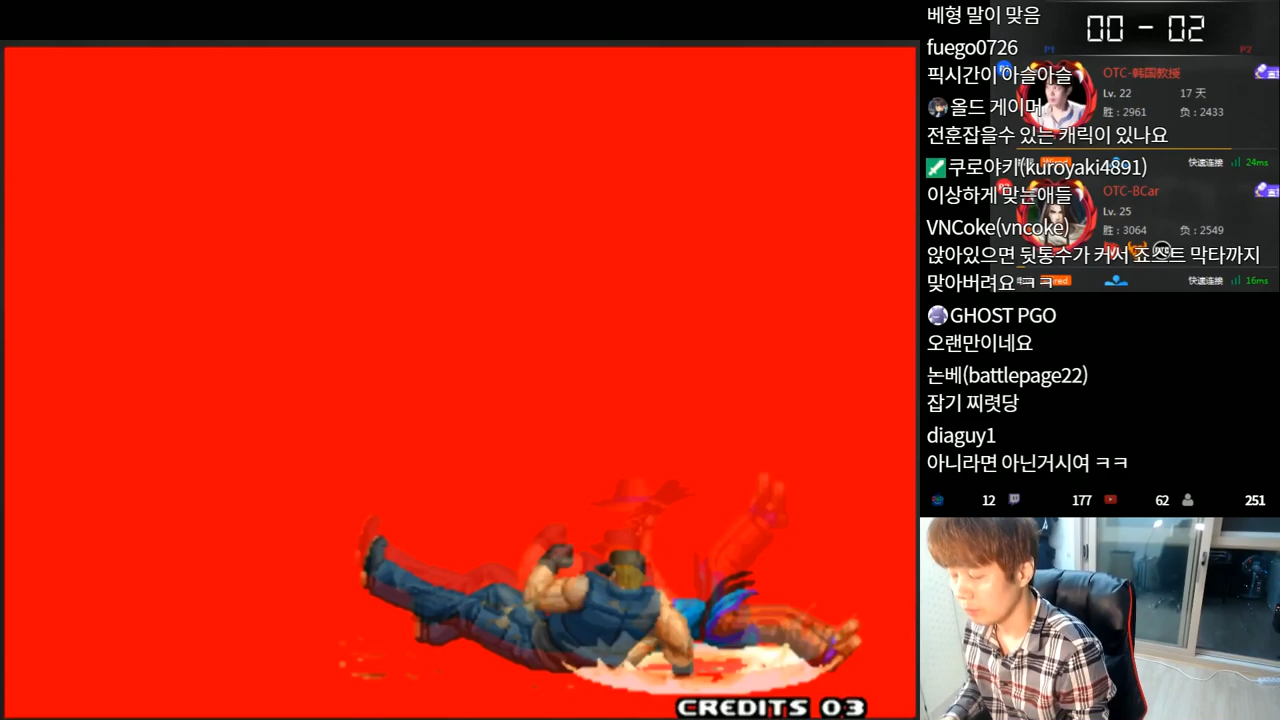 베형 말이 맞음
00 - 02
fuego0726
P1
P2
픽시간이 아슬아슬
OTC-韩国教授
Lv. 22
17 天
胜 : 2961
负 : 2433
올드 게이머
전훈잡을수 있는 캐릭이 있나요
快速连接
24ms
쿠로야키(kuroyaki4891)
이상하게 맞는애들
OTC-BCar
Lv. 25
胜 : 3064
负 : 2549
VNCoke(vncoke)
앉아있으면 뒷통수가 커서 죠스트 막타까지
맞아버려요 ㅋㅋ
快速连接
16ms
GHOST PGO
오랜만이네요
논베(battlepage22)
잡기 찌렷당
diaguy1
아니라면 아닌거시여 ㅋㅋ
12
177
62
251
CREDITS 03